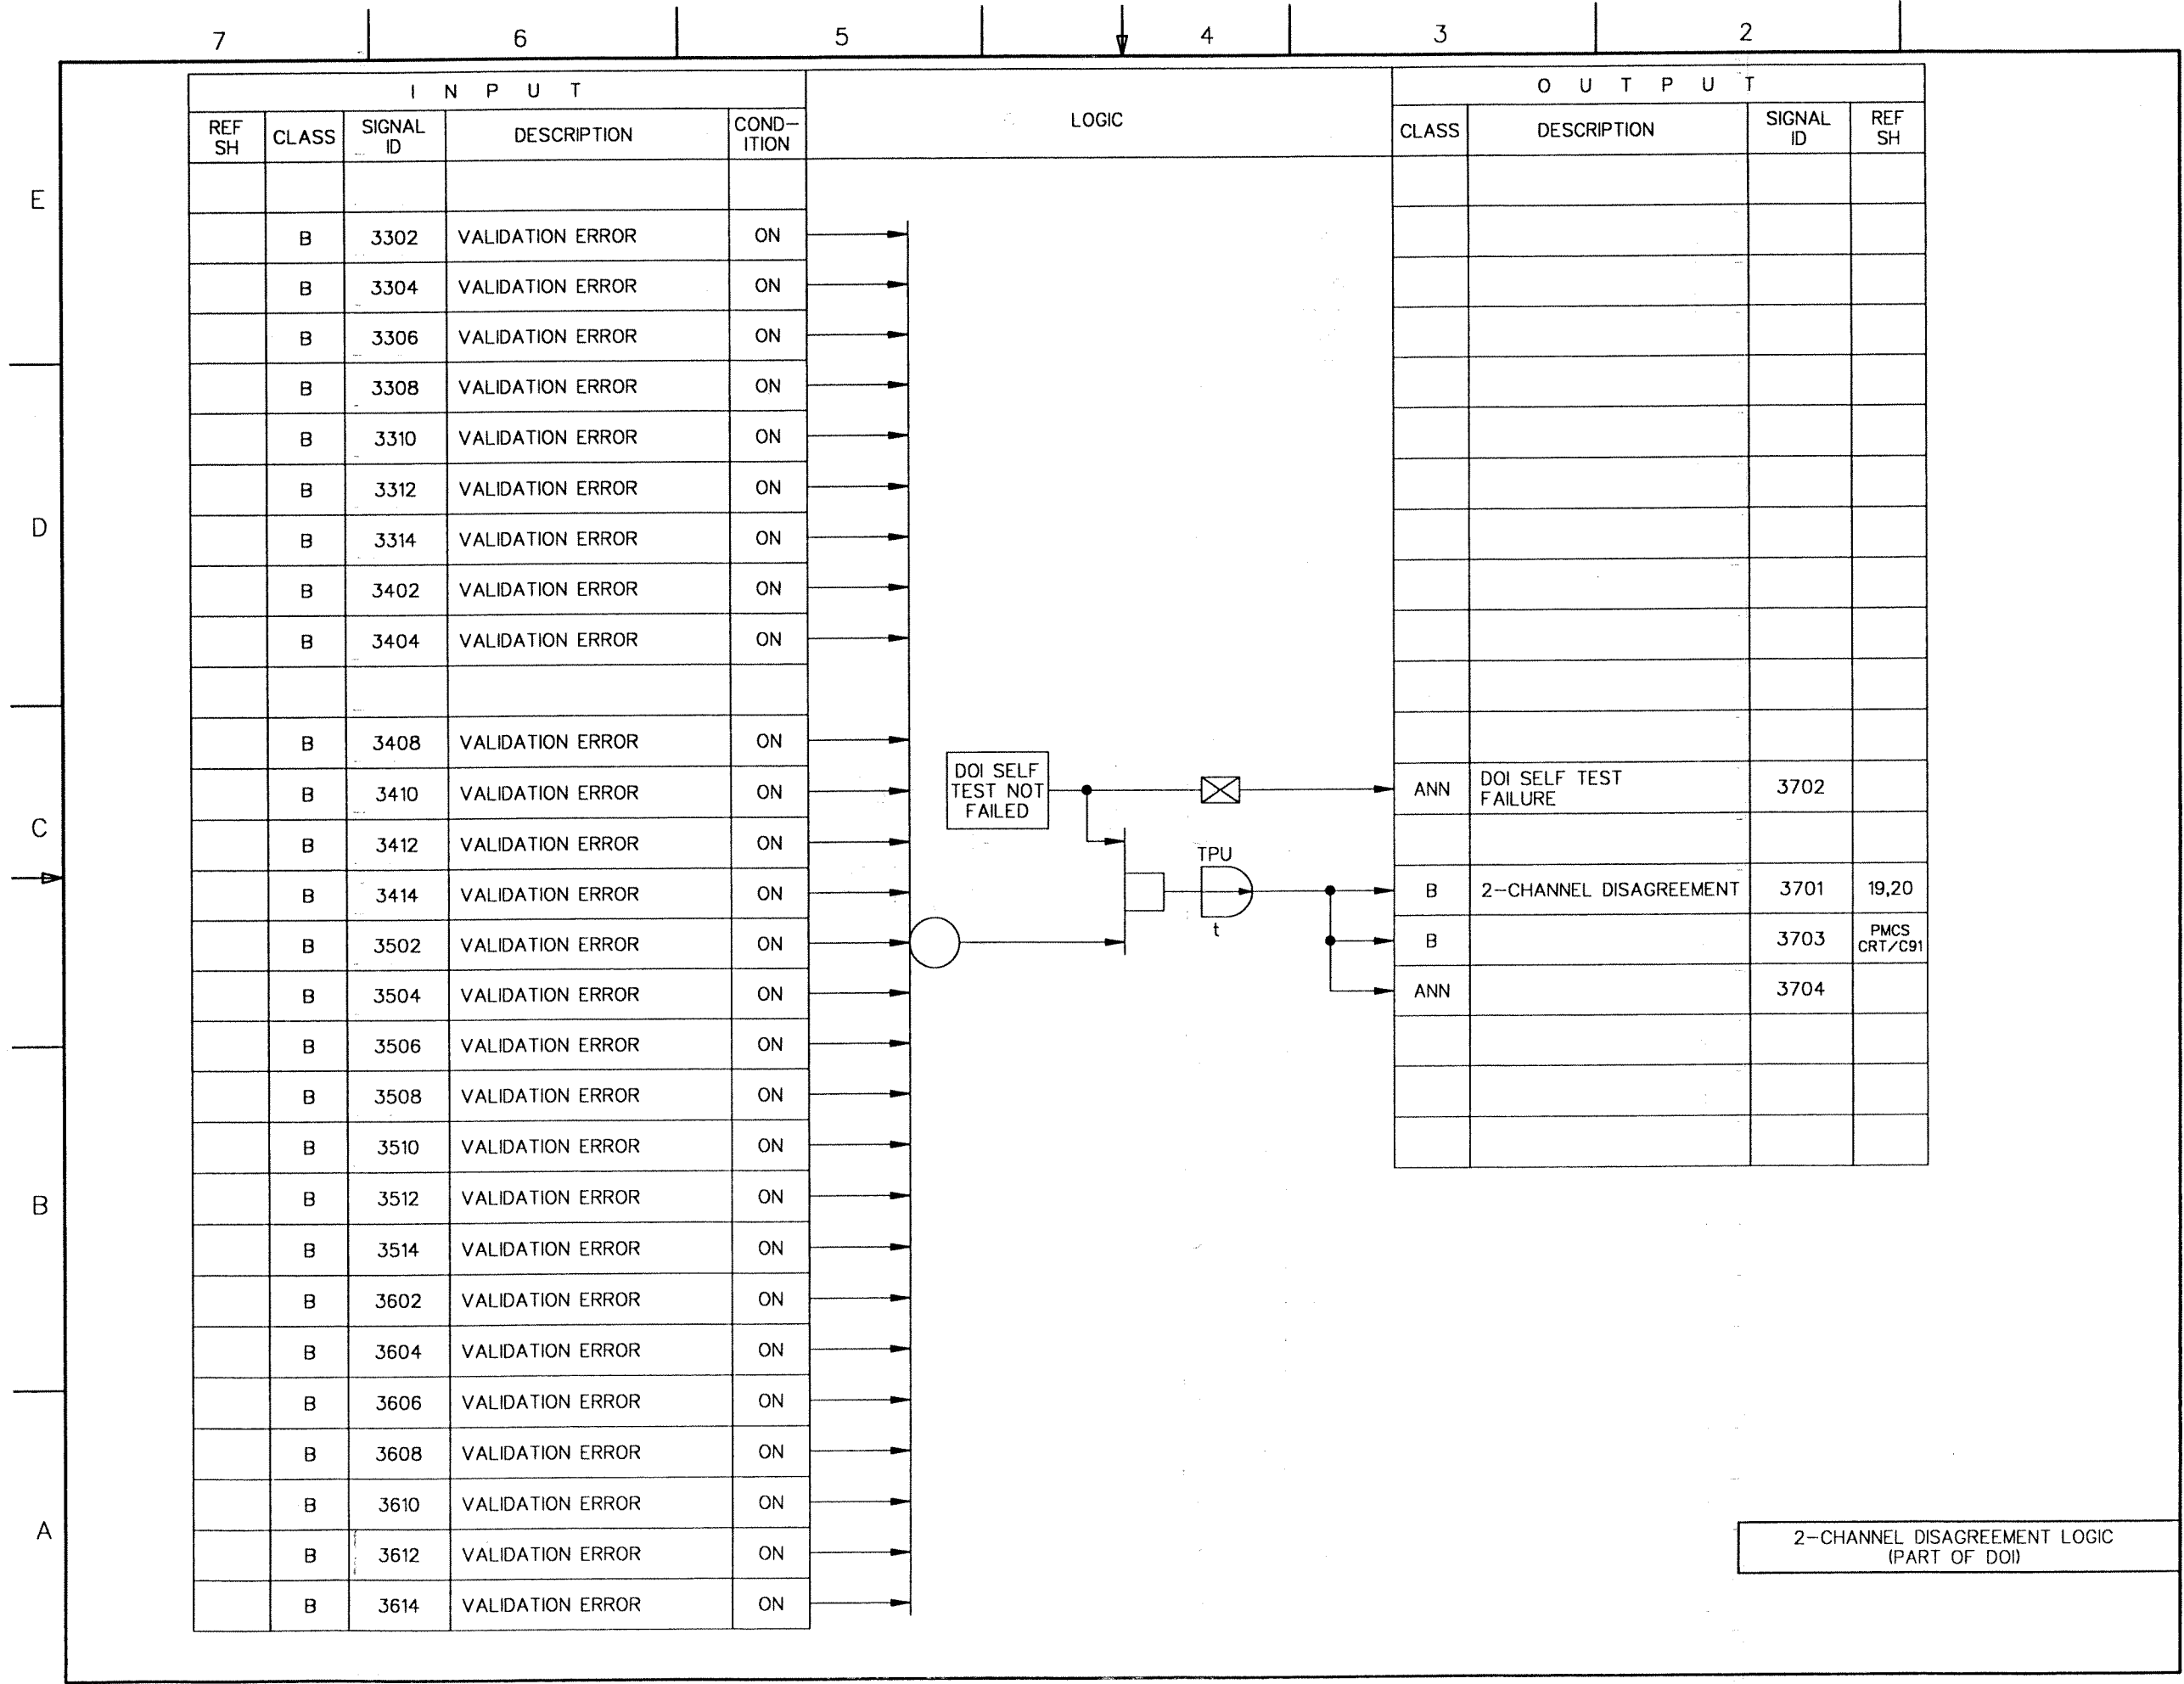 7 6 5 4 3 2
I N P U T
LOGIC
O U T P U T
REF SH CLASS SIGNAL ID DESCRIPTION COND-ITION
CLASS DESCRIPTION SIGNAL ID REF SH
E
B 3302 VALIDATION ERROR ON
B 3304 VALIDATION ERROR ON
B 3306 VALIDATION ERROR ON
B 3308 VALIDATION ERROR ON
B 3310 VALIDATION ERROR ON
B 3312 VALIDATION ERROR ON
D
B 3314 VALIDATION ERROR ON
B 3402 VALIDATION ERROR ON
B 3404 VALIDATION ERROR ON
B 3408 VALIDATION ERROR ON
B 3410 VALIDATION ERROR ON
C
B 3412 VALIDATION ERROR ON
B 3414 VALIDATION ERROR ON
B 3502 VALIDATION ERROR ON
B 3504 VALIDATION ERROR ON
B 3506 VALIDATION ERROR ON
B 3508 VALIDATION ERROR ON
B 3510 VALIDATION ERROR ON
B 3512 VALIDATION ERROR ON
B
B 3514 VALIDATION ERROR ON
B 3602 VALIDATION ERROR ON
B 3604 VALIDATION ERROR ON
B 3606 VALIDATION ERROR ON
B 3608 VALIDATION ERROR ON
B 3610 VALIDATION ERROR ON
A
B 3612 VALIDATION ERROR ON
B 3614 VALIDATION ERROR ON
DOI SELF
TEST NOT
FAILED
TPU
t
ANN DOI SELF TEST FAILURE 3702
B 2-CHANNEL DISAGREEMENT 3701 19,20
B 3703 PMCS CRT/C91
ANN 3704
2-CHANNEL DISAGREEMENT LOGIC
(PART OF DOI)